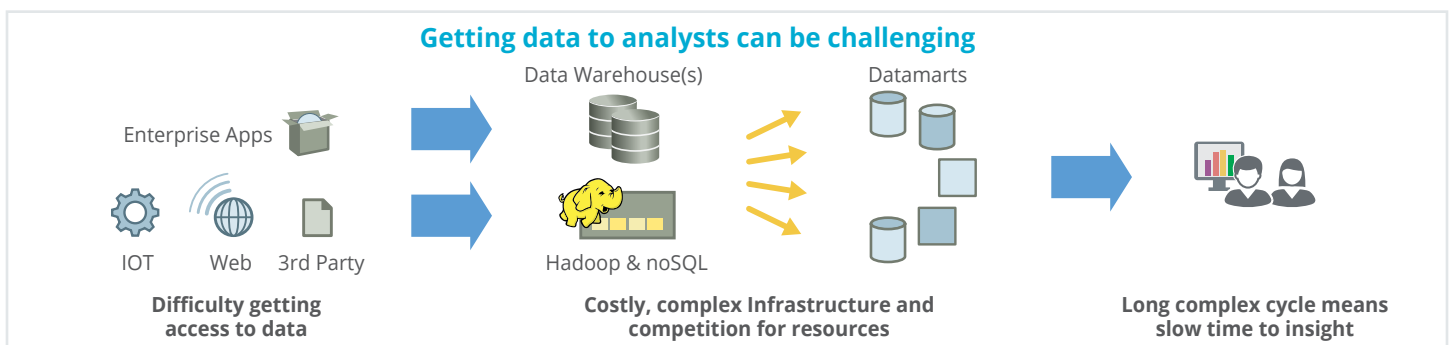 Getting data to analysts can be challenging
Data Warehouse(s)
Datamarts
Enterprise Apps
IOT
Web
3rd Party
Hadoop & noSQL
Difficulty getting
access to data
Costly, complex Infrastructure and
competition for resources
Long complex cycle means
slow time to insight